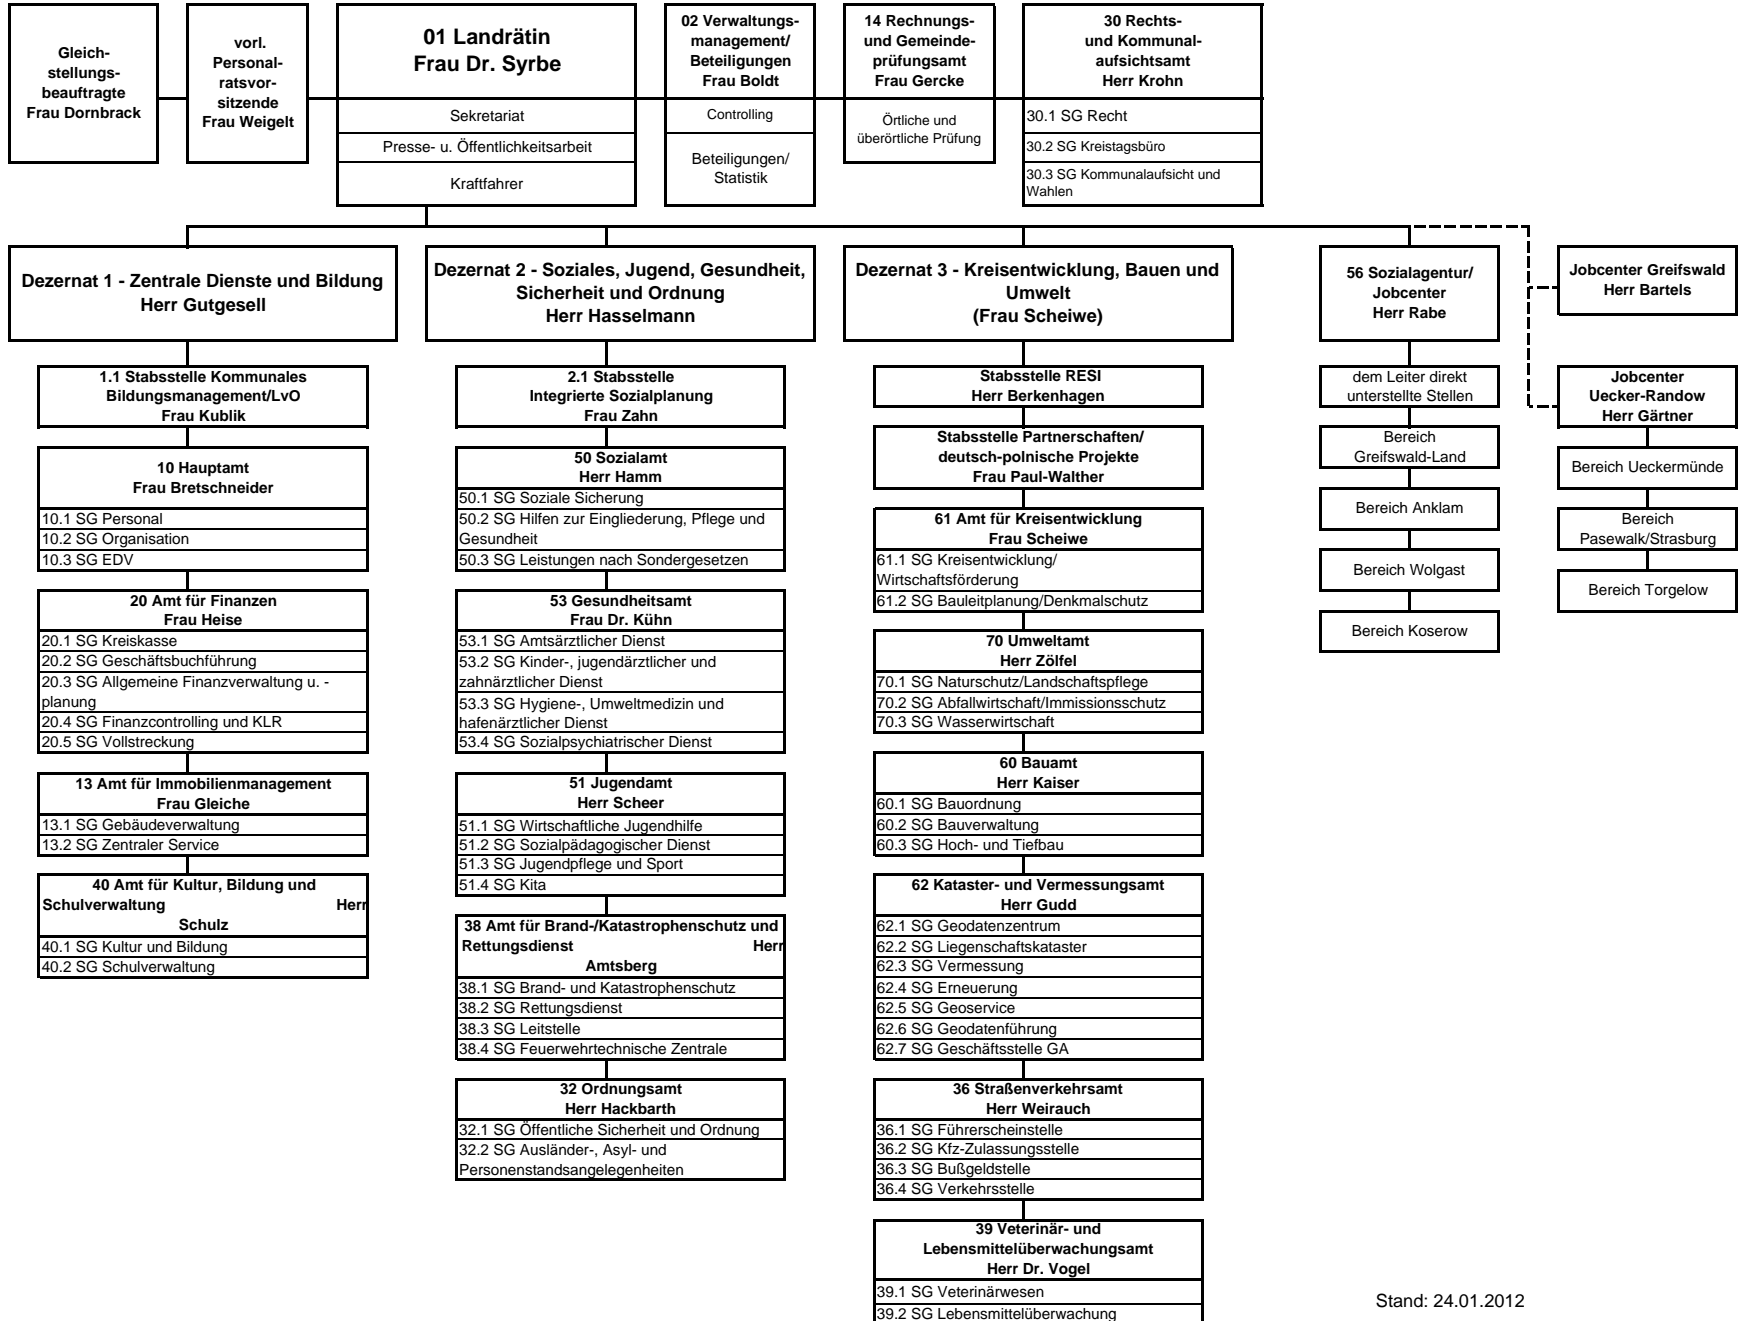 Gleich-
stellungs-
beauftragte
Frau Dornbrack
vorl.
Personal-
ratsvor-
sitzende
Frau Weigelt
01 Landrätin
Frau Dr. Syrbe
Sekretariat
Presse- u. Öffentlichkeitsarbeit
Kraftfahrer
02 Verwaltungs-
management/
Beteiligungen
Frau Boldt
Controlling
Beteiligungen/
Statistik
14 Rechnungs-
und Gemeinde-
prüfungsamt
Frau Gercke
Örtliche und
überörtliche Prüfung
30 Rechts-
und Kommunal-
aufsichtsamt
Herr Krohn
30.1 SG Recht
30.2 SG Kreistagsbüro
30.3 SG Kommunalaufsicht und
Wahlen
Dezernat 1 - Zentrale Dienste und Bildung
Herr Gutgesell
1.1 Stabsstelle Kommunales
Bildungsmanagement/LvO
Frau Kublik
10 Hauptamt
Frau Bretschneider
10.1 SG Personal
10.2 SG Organisation
10.3 SG EDV
20 Amt für Finanzen
Frau Heise
20.1 SG Kreiskasse
20.2 SG Geschäftsbuchführung
20.3 SG Allgemeine Finanzverwaltung u. -
planung
20.4 SG Finanzcontrolling und KLR
20.5 SG Vollstreckung
13 Amt für Immobilienmanagement
Frau Gleiche
13.1 SG Gebäudeverwaltung
13.2 SG Zentraler Service
40 Amt für Kultur, Bildung und
Schulverwaltung Herr
Schulz
40.1 SG Kultur und Bildung
40.2 SG Schulverwaltung
Dezernat 2 - Soziales, Jugend, Gesundheit,
Sicherheit und Ordnung
Herr Hasselmann
2.1 Stabsstelle
Integrierte Sozialplanung
Frau Zahn
50 Sozialamt
Herr Hamm
50.1 SG Soziale Sicherung
50.2 SG Hilfen zur Eingliederung, Pflege und
Gesundheit
50.3 SG Leistungen nach Sondergesetzen
53 Gesundheitsamt
Frau Dr. Kühn
53.1 SG Amtsärztlicher Dienst
53.2 SG Kinder-, jugendärztlicher und
zahnärztlicher Dienst
53.3 SG Hygiene-, Umweltmedizin und
hafenärztlicher Dienst
53.4 SG Sozialpsychiatrischer Dienst
51 Jugendamt
Herr Scheer
51.1 SG Wirtschaftliche Jugendhilfe
51.2 SG Sozialpädagogischer Dienst
51.3 SG Jugendpflege und Sport
51.4 SG Kita
38 Amt für Brand-/Katastrophenschutz und
Rettungsdienst Herr
Amtsberg
38.1 SG Brand- und Katastrophenschutz
38.2 SG Rettungsdienst
38.3 SG Leitstelle
38.4 SG Feuerwehrtechnische Zentrale
32 Ordnungsamt
Herr Hackbarth
32.1 SG Öffentliche Sicherheit und Ordnung
32.2 SG Ausländer-, Asyl- und
Personenstandsangelegenheiten
Dezernat 3 - Kreisentwicklung, Bauen und
Umwelt
(Frau Scheiwe)
Stabsstelle RESI
Herr Berkenhagen
Stabsstelle Partnerschaften/
deutsch-polnische Projekte
Frau Paul-Walther
61 Amt für Kreisentwicklung
Frau Scheiwe
61.1 SG Kreisentwicklung/
Wirtschaftsförderung
61.2 SG Bauleitplanung/Denkmalschutz
70 Umweltamt
Herr Zölfel
70.1 SG Naturschutz/Landschaftspflege
70.2 SG Abfallwirtschaft/Immissionsschutz
70.3 SG Wasserwirtschaft
60 Bauamt
Herr Kaiser
60.1 SG Bauordnung
60.2 SG Bauverwaltung
60.3 SG Hoch- und Tiefbau
62 Kataster- und Vermessungsamt
Herr Gudd
62.1 SG Geodatenzentrum
62.2 SG Liegenschaftskataster
62.3 SG Vermessung
62.4 SG Erneuerung
62.5 SG Geoservice
62.6 SG Geodatenführung
62.7 SG Geschäftsstelle GA
36 Straßenverkehrsamt
Herr Weirauch
36.1 SG Führerscheinstelle
36.2 SG Kfz-Zulassungsstelle
36.3 SG Bußgeldstelle
36.4 SG Verkehrsstelle
39 Veterinär- und
Lebensmittelüberwachungsamt
Herr Dr. Vogel
39.1 SG Veterinärwesen
39.2 SG Lebensmittelüberwachung
56 Sozialagentur/
Jobcenter
Herr Rabe
dem Leiter direkt
unterstellte Stellen
Bereich
Greifswald-Land
Bereich Anklam
Bereich Wolgast
Bereich Koserow
Jobcenter Greifswald
Herr Bartels
Jobcenter
Uecker-Randow
Herr Gärtner
Bereich Ueckermünde
Bereich
Pasewalk/Strasburg
Bereich Torgelow
Stand: 24.01.2012